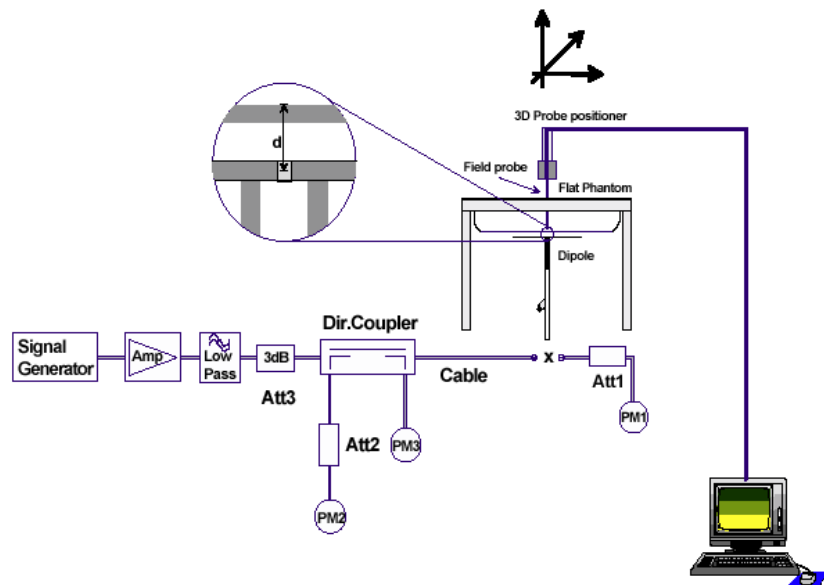 3D Probe positioner
d
Field probe
Flat Phantom
Dipole
Dir.Coupler
Signal
Generator
Amp
Low
Pass
3dB
Att3
Cable
x
Att1
PM1
Att2
PM3
PM2